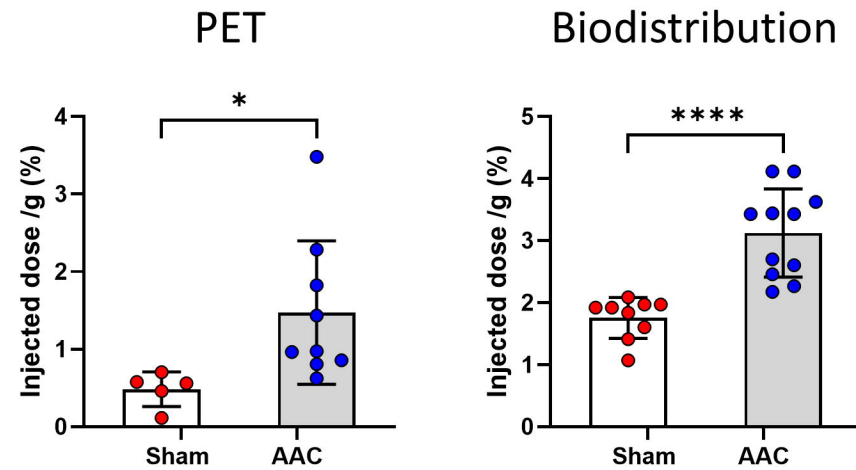 PET
Injected dose /g (%)
4
3
2
1
0
*
Sham
AAC
Biodistribution
Injected dose /g (%)
5
4
3
2
1
0
****
Sham
AAC